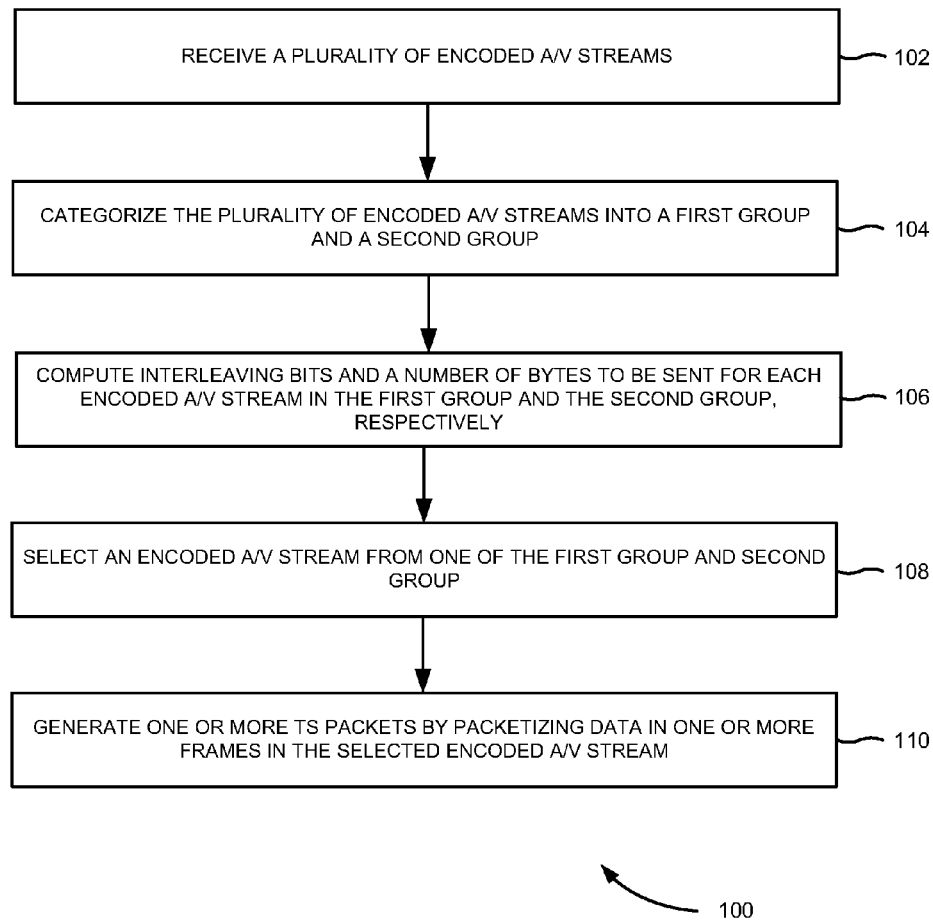 RECEIVE A PLURALITY OF ENCODED A/V STREAMS
102
CATEGORIZE THE PLURALITY OF ENCODED A/V STREAMS INTO A FIRST GROUP
AND A SECOND GROUP
104
COMPUTE INTERLEAVING BITS AND A NUMBER OF BYTES TO BE SENT FOR EACH
ENCODED A/V STREAM IN THE FIRST GROUP AND THE SECOND GROUP,
RESPECTIVELY
106
SELECT AN ENCODED A/V STREAM FROM ONE OF THE FIRST GROUP AND SECOND
GROUP
108
GENERATE ONE OR MORE TS PACKETS BY PACKETIZING DATA IN ONE OR MORE
FRAMES IN THE SELECTED ENCODED A/V STREAM
110
100